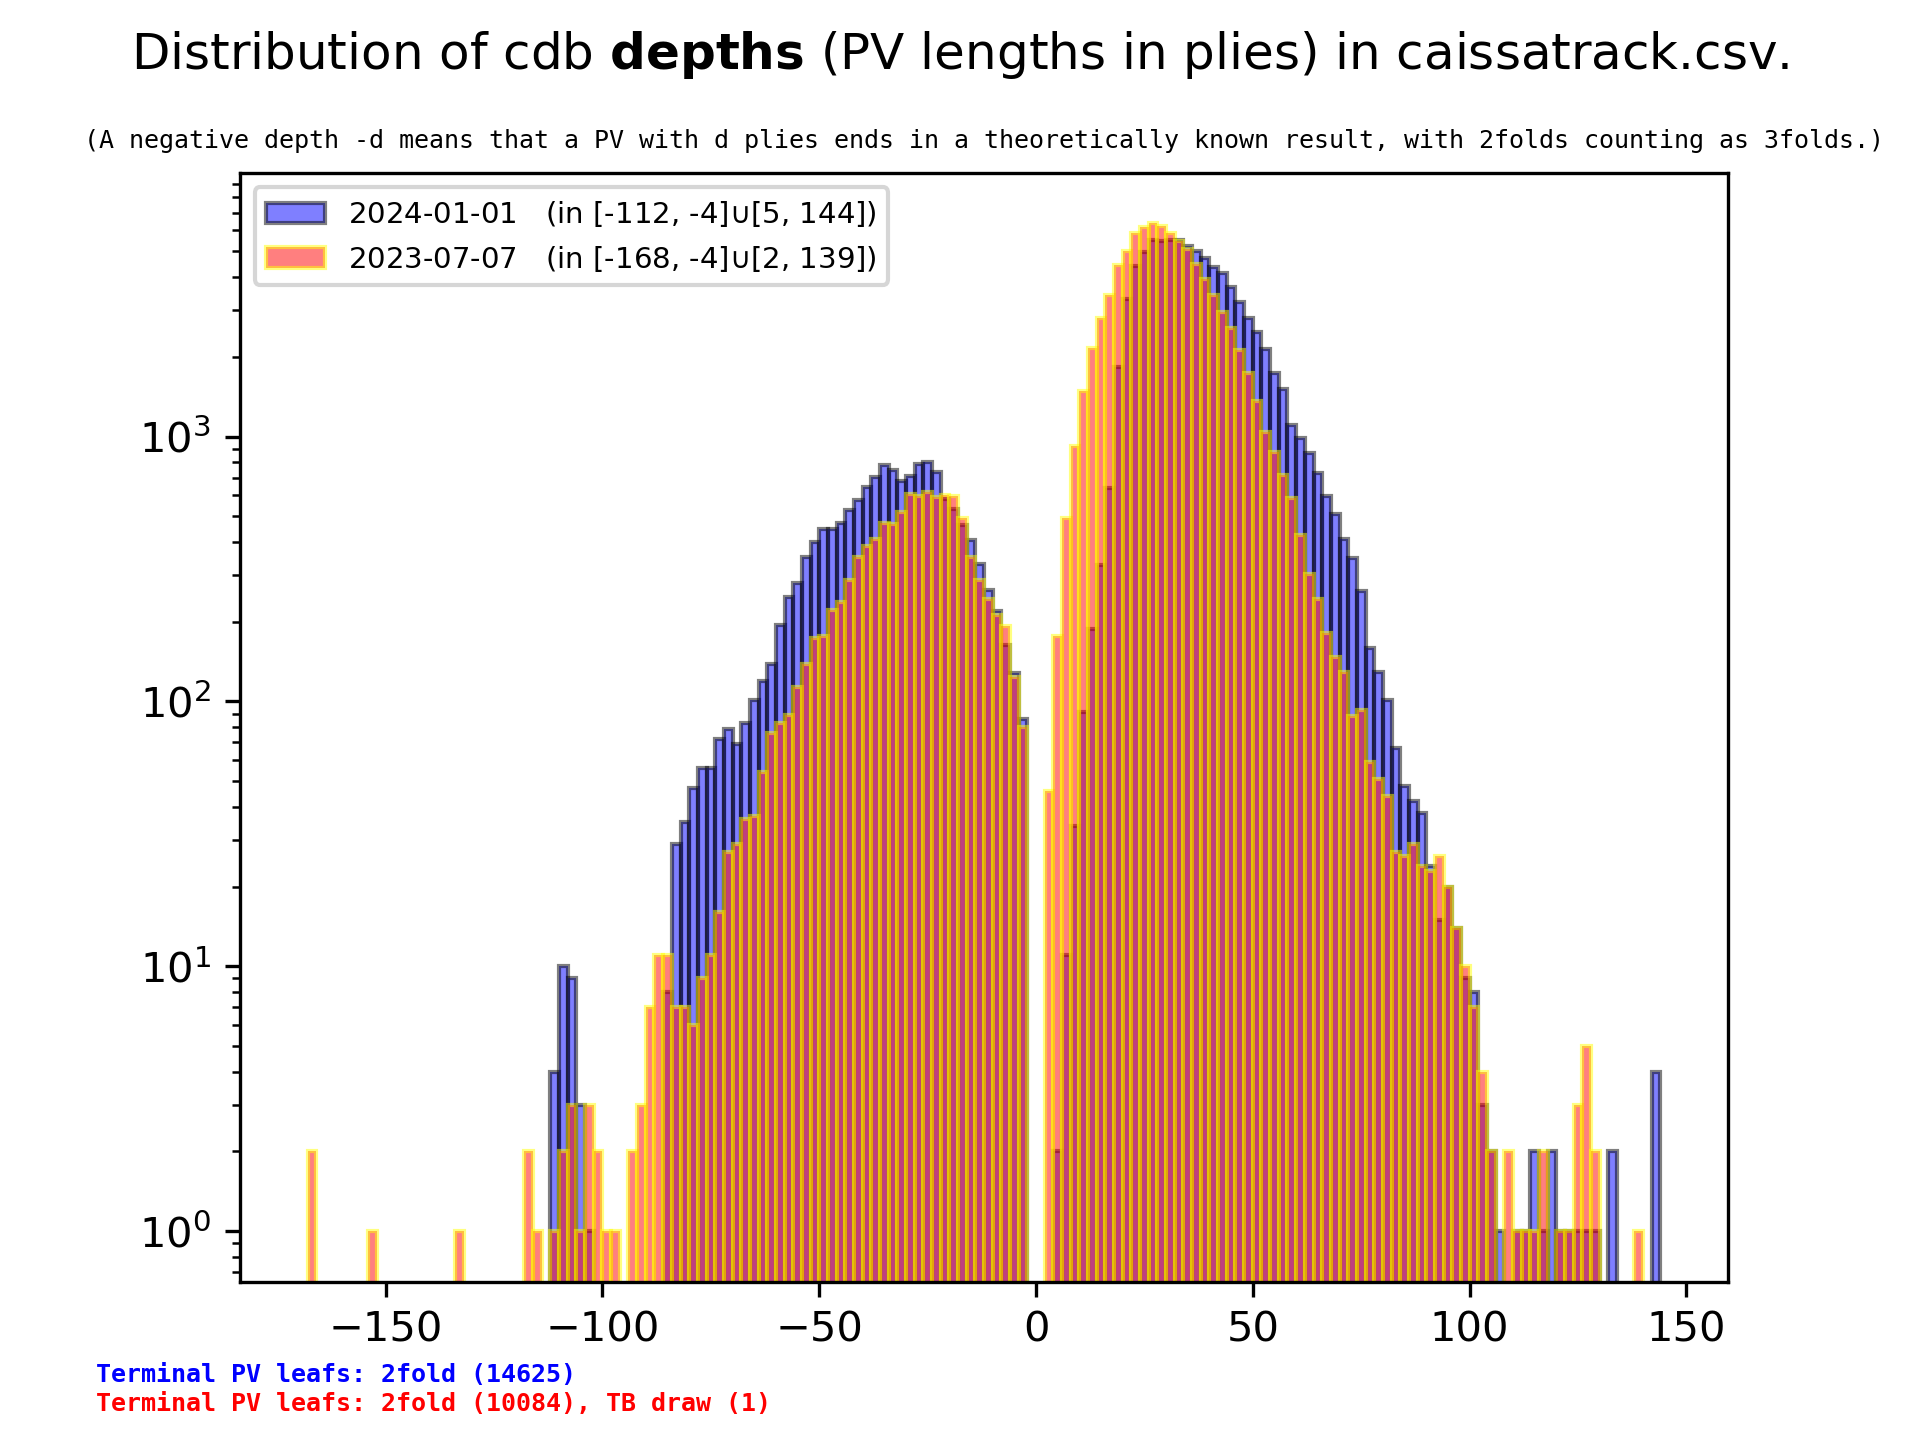 Distribution of cdb depths (PV lengths in plies) in caissatrack.csv.
(A negative depth -d means that a PV with d plies ends in a theoretically known result, with 2folds counting as 3folds.)
2024-01-01 (in [-112, -4]∪[5, 144])
2023-07-07 (in [-168, -4]∪[2, 139])
10³
10²
10¹
10⁰
−150 −100 −50 0 50 100 150
Terminal PV leafs: 2fold (14625)
Terminal PV leafs: 2fold (10084), TB draw (1)